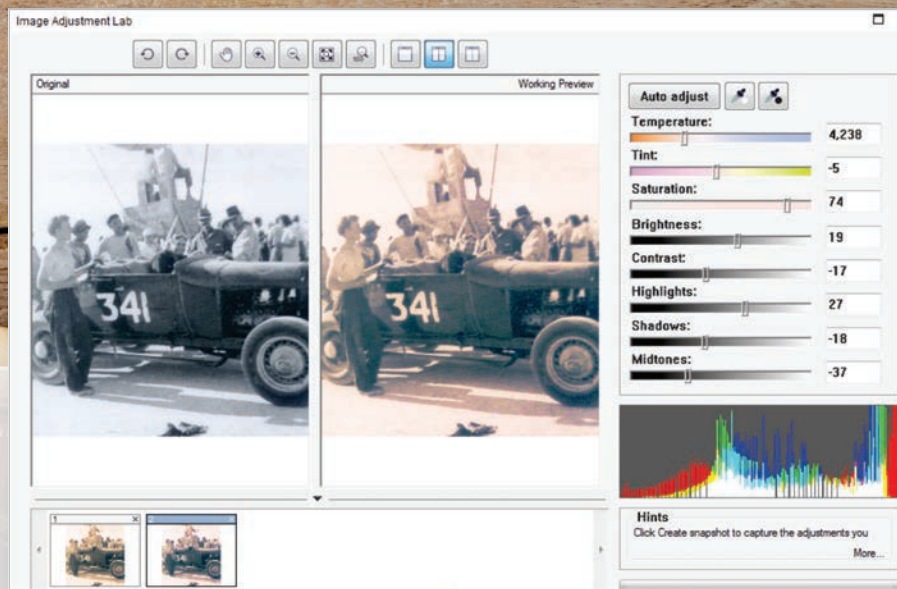 Image Adjustment Lab
Original
Working Preview
341
341
Auto adjust
Temperature:
4,238
Tint:
-5
Saturation:
74
Brightness:
19
Contrast:
-17
Highlights:
27
Shadows:
-18
Midtones:
-37
1
Hints
Click Create snapshot to capture the adjustments you
More...